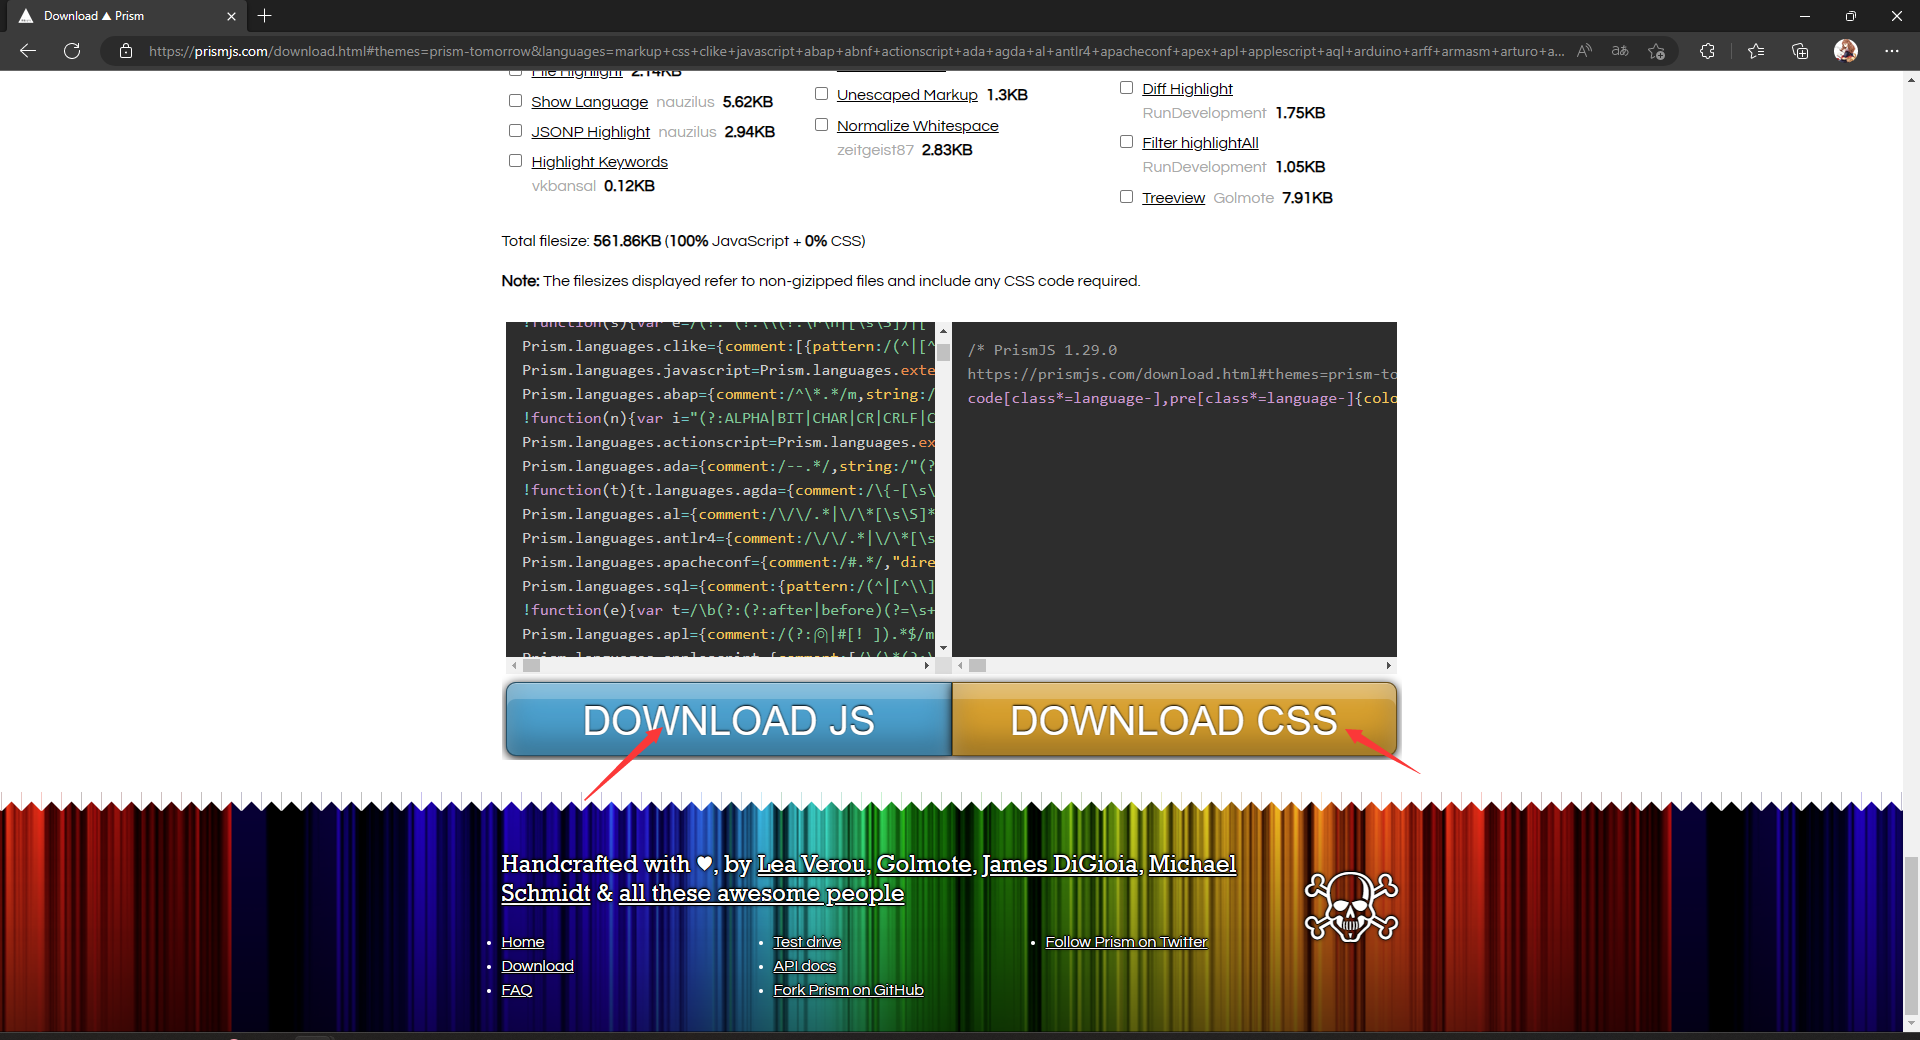 Download ▲ Prism
https://prismjs.com/download.html#themes=prism-tomorrow&languages=markup+css+clike+javascript+abap+abnf+actionscript+ada+agda+al+antlr4+apacheconf+apex+apl+applescript+aql+arduino+arff+armasm+arturo+a...
File Highlight 2.14KB
Show Language nauzilus 5.62KB
JSONP Highlight nauzilus 2.94KB
Highlight Keywords
vkbansal 0.12KB
Unescaped Markup 1.3KB
Normalize Whitespace
zeitgeist87 2.83KB
Diff Highlight
RunDevelopment 1.75KB
Filter highlightAll
RunDevelopment 1.05KB
Treeview Golmote 7.91KB
Total filesize: 561.86KB (100% JavaScript + 0% CSS)
Note: The filesizes displayed refer to non-gizipped files and include any CSS code required.
Prism.languages.clike={comment:[{pattern:/(^|[^
Prism.languages.javascript=Prism.languages.exte
Prism.languages.abap={comment:/^\*.*/m,string:/
!function(n){var i="(?:ALPHA|BIT|CHAR|CR|CRLF|C
Prism.languages.actionscript=Prism.languages.ex
Prism.languages.ada={comment:/--.*/,string:/"(?
!function(t){t.languages.agda={comment:/\{-[\s\
Prism.languages.al={comment:/\/\/.*|\/\*[\s\S]*
Prism.languages.antlr4={comment:/\/\/.*|\/\*[\s
Prism.languages.apacheconf={comment:/#.*/,"dire
Prism.languages.sql={comment:{pattern:/(^|[^\\]
!function(e){var t=/\b(?:(?:after|before)(?=\s+
Prism.languages.apl={comment:/(?:⍝|#[! ]).*$/m
/* PrismJS 1.29.0
https://prismjs.com/download.html#themes=prism-to
code[class*=language-],pre[class*=language-]{colo
DOWNLOAD JS
DOWNLOAD CSS
Handcrafted with ♥, by Lea Verou, Golmote, James DiGioia, Michael
Schmidt & all these awesome people
Home
Download
FAQ
Test drive
API docs
Fork Prism on GitHub
Follow Prism on Twitter